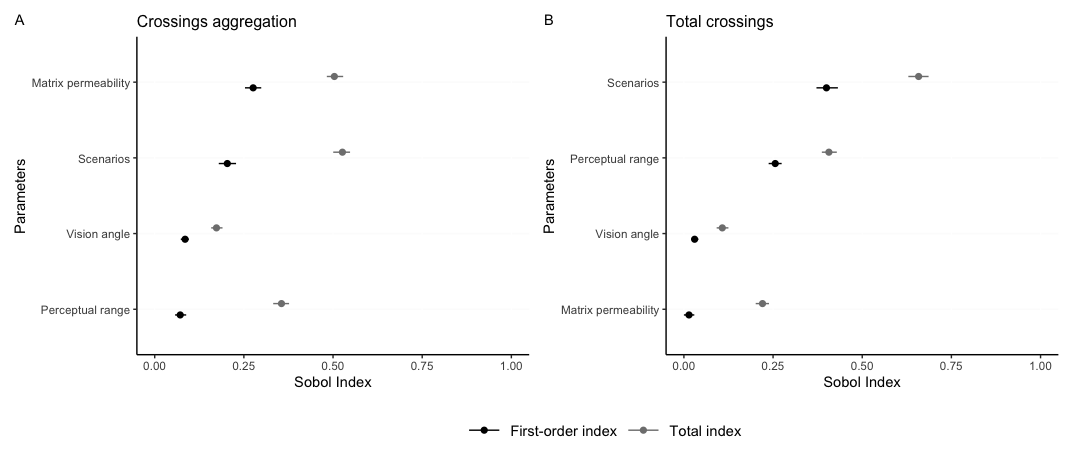 A
Crossings aggregation
Parameters
Matrix permeability
Scenarios
Vision angle
Perceptual range
0.00 0.25 0.50 0.75 1.00
Sobol Index
B
Total crossings
Parameters
Scenarios
Perceptual range
Vision angle
Matrix permeability
0.00 0.25 0.50 0.75 1.00
Sobol Index
First-order index Total index